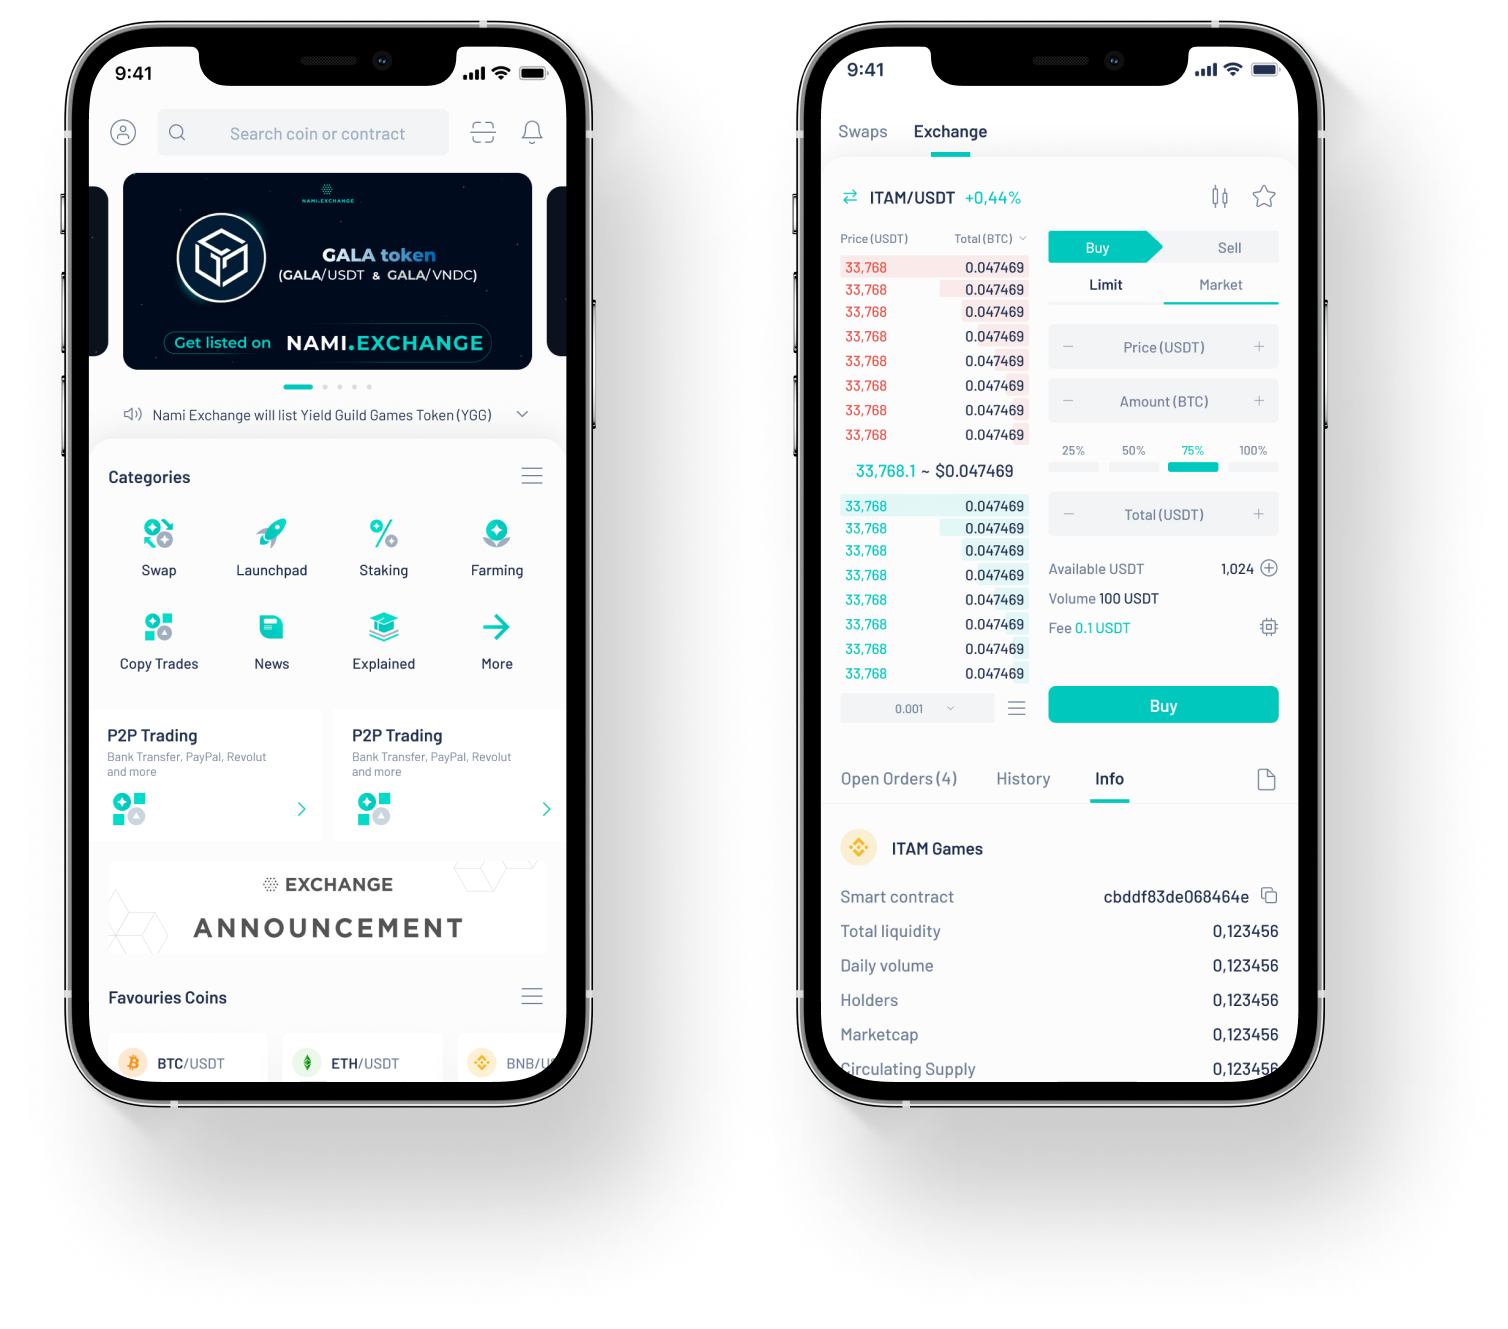 9:41
Search coin or contract
NAMI.EXCHANGE
GALA token
(GALA/USDT & GALA/VNDC)
Get listed on NAMI.EXCHANGE
Nami Exchange will list Yield Guild Games Token (YGG)
Categories
Swap Launchpad Staking Farming
Copy Trades News Explained More
P2P Trading
Bank Transfer, PayPal, Revolut
and more
P2P Trading
Bank Transfer, PayPal, Revolut
and more
EXCHANGE
ANNOUNCEMENT
Favouries Coins
BTC/USDT ETH/USDT BNB/US
9:41
Swaps Exchange
ITAM/USDT +0,44%
Price (USDT) Total (BTC)
33,768 0.047469
33,768 0.047469
33,768 0.047469
33,768 0.047469
33,768 0.047469
33,768 0.047469
33,768 0.047469
33,768 0.047469
33,768.1 ~ $0.047469
33,768 0.047469
33,768 0.047469
33,768 0.047469
33,768 0.047469
33,768 0.047469
33,768 0.047469
33,768 0.047469
33,768 0.047469
0.001
Buy Sell
Limit Market
− Price (USDT) +
− Amount (BTC) +
25% 50% 75% 100%
− Total (USDT) +
Available USDT 1,024
Volume 100 USDT
Fee 0.1 USDT
Buy
Open Orders (4) History Info
ITAM Games
Smart contract cbddf83de068464e
Total liquidity 0,123456
Daily volume 0,123456
Holders 0,123456
Marketcap 0,123456
Circulating Supply 0,123456